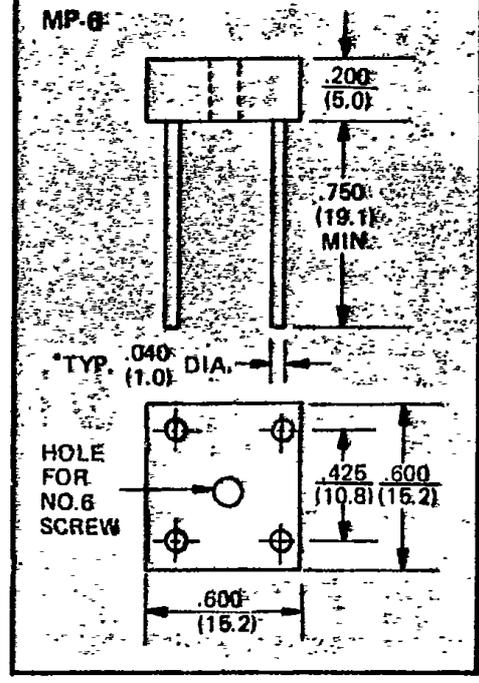 MP-6
.200
(5.0)
.750
(19.1)
MIN.
*TYP. .040 DIA.
(1.0)
HOLE
FOR
NO.6
SCREW
.425 .600
(10.8) (15.2)
.600
(15.2)